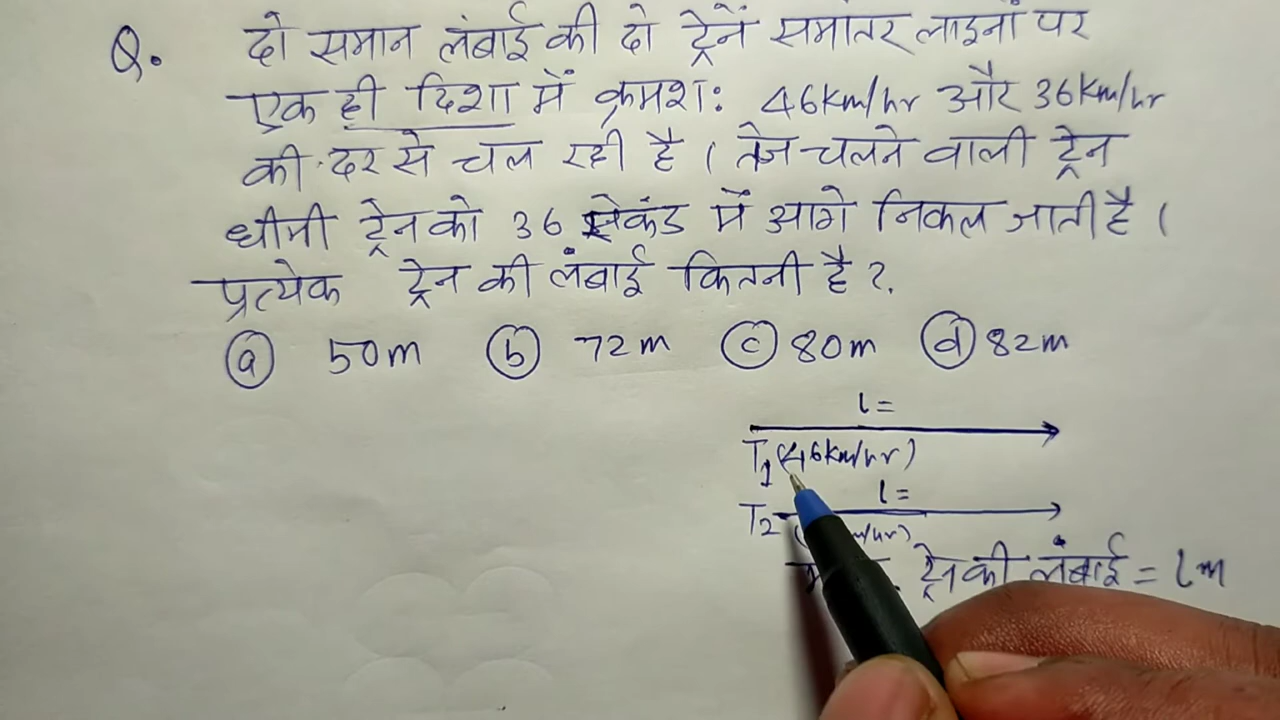 Q. दो समान लंबाई की दो ट्रेनें समांतर लाइनों पर
एक ही दिशा में क्रमश: 46km/hr और 36km/hr
की दर से चल रही है । तेज चलने वाली ट्रेन
धीमी ट्रेन को 36 सेकंड में आगे निकल जाती है ।
प्रत्येक ट्रेन की लंबाई कितनी है ?.
(a) 50m (b) 72m (c) 80m (d) 82m
l =
T1 (46km/hr)
l =
T2
m/hr)
ट्रेन की लंबाई = l m